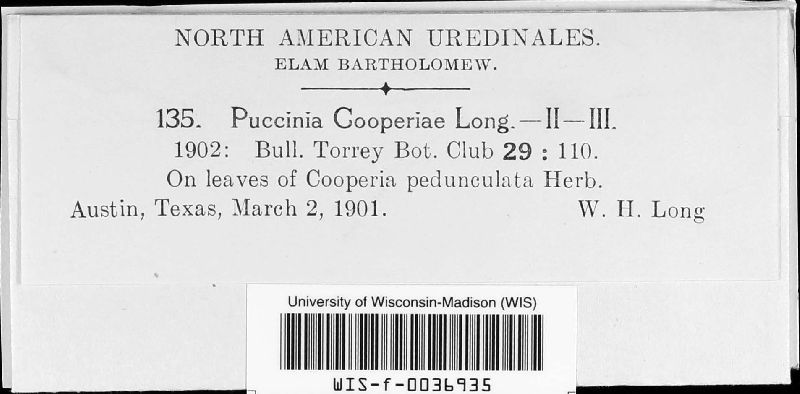 NORTH AMERICAN UREDINALES.
ELAM BARTHOLOMEW.
135. Puccinia Cooperiae Long.—II—III.
1902: Bull. Torrey Bot. Club 29 : 110.
On leaves of Cooperia pedunculata Herb.
Austin, Texas, March 2, 1901. W. H. Long
University of Wisconsin-Madison (WIS)
WIS-f-0036935